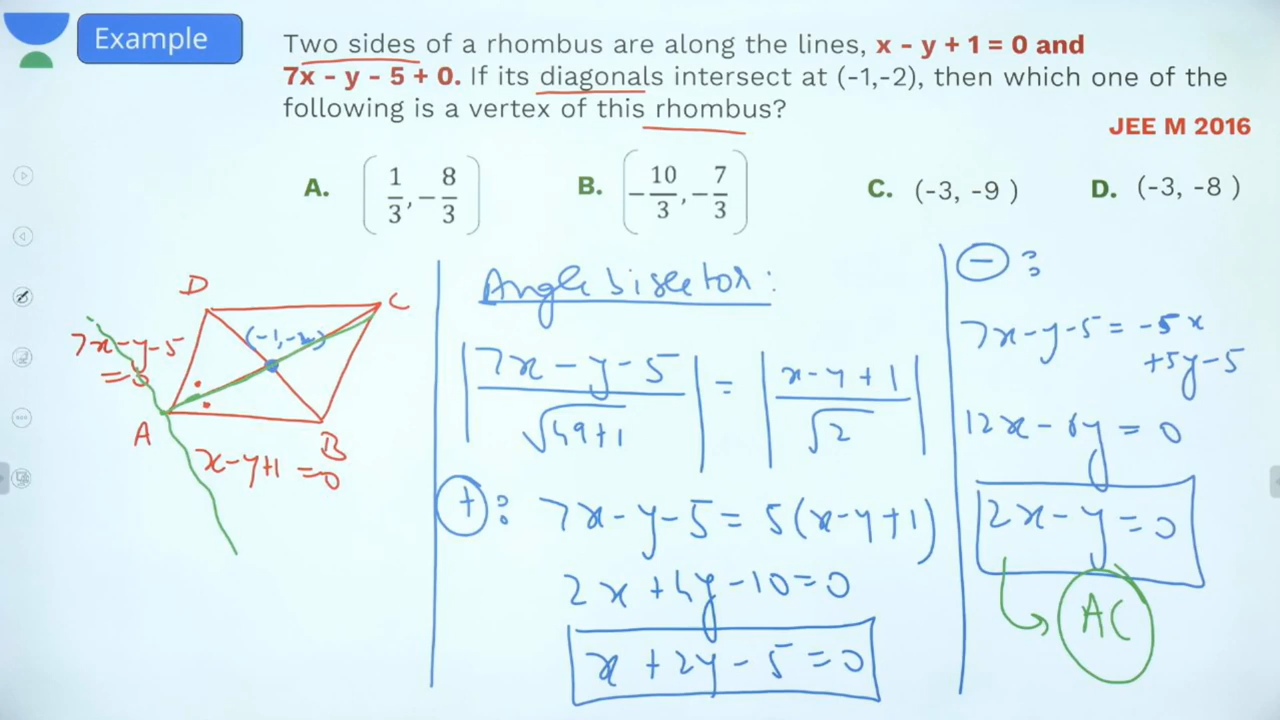 Example
Two sides of a rhombus are along the lines, x - y + 1 = 0 and
7x - y - 5 + 0. If its diagonals intersect at (-1,-2), then which one of the
following is a vertex of this rhombus?
JEE M 2016
A. (1/3, -8/3)
B. (-10/3, -7/3)
C. (-3, -9 )
D. (-3, -8 )
D
C
(-1,-2)
7x-y-5
=0
A
B
x-y+1=0
Angle bisector:
|7x-y-5/√49+1| = |x-y+1/√2|
+: 7x-y-5=5(x-y+1)
2x+4y-10=0
x+2y-5=0
-:
7x-y-5=-5x
+5y-5
12x-6y=0
2x-y=0
AC